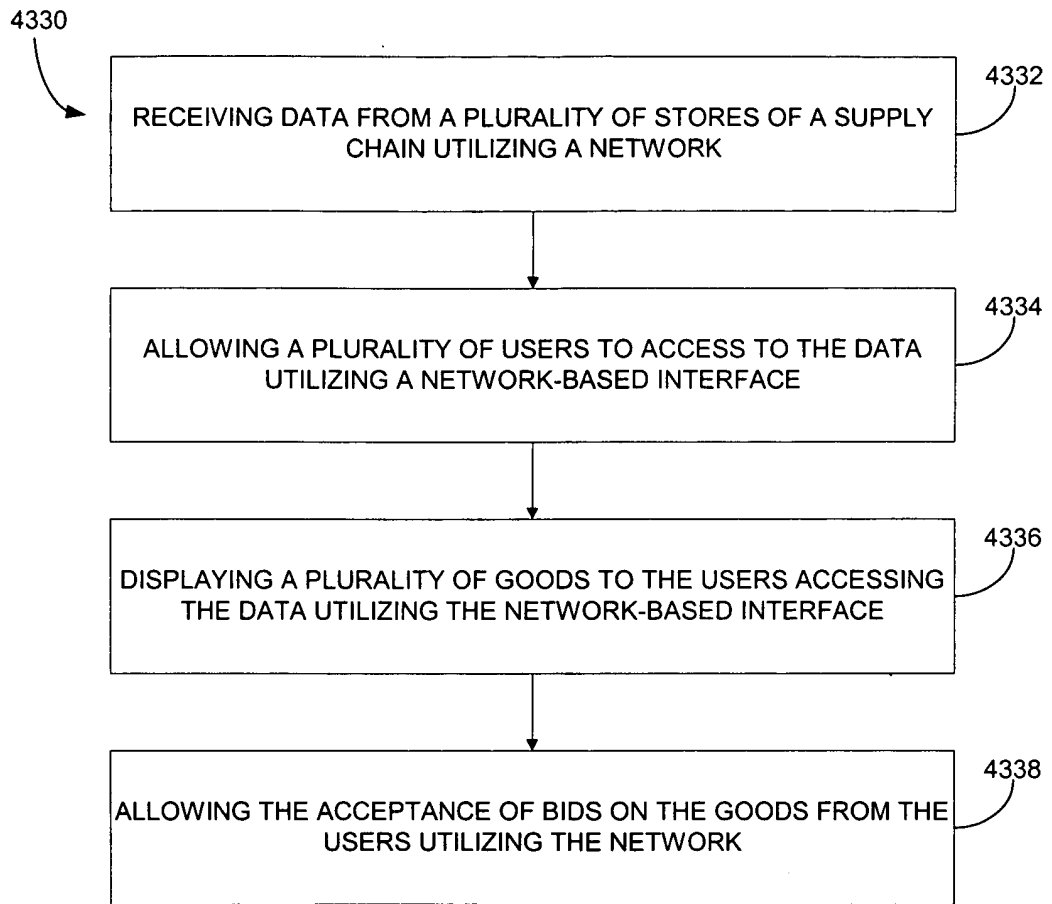 4330
4332
RECEIVING DATA FROM A PLURALITY OF STORES OF A SUPPLY
CHAIN UTILIZING A NETWORK
4334
ALLOWING A PLURALITY OF USERS TO ACCESS TO THE DATA
UTILIZING A NETWORK-BASED INTERFACE
4336
DISPLAYING A PLURALITY OF GOODS TO THE USERS ACCESSING
THE DATA UTILIZING THE NETWORK-BASED INTERFACE
4338
ALLOWING THE ACCEPTANCE OF BIDS ON THE GOODS FROM THE
USERS UTILIZING THE NETWORK